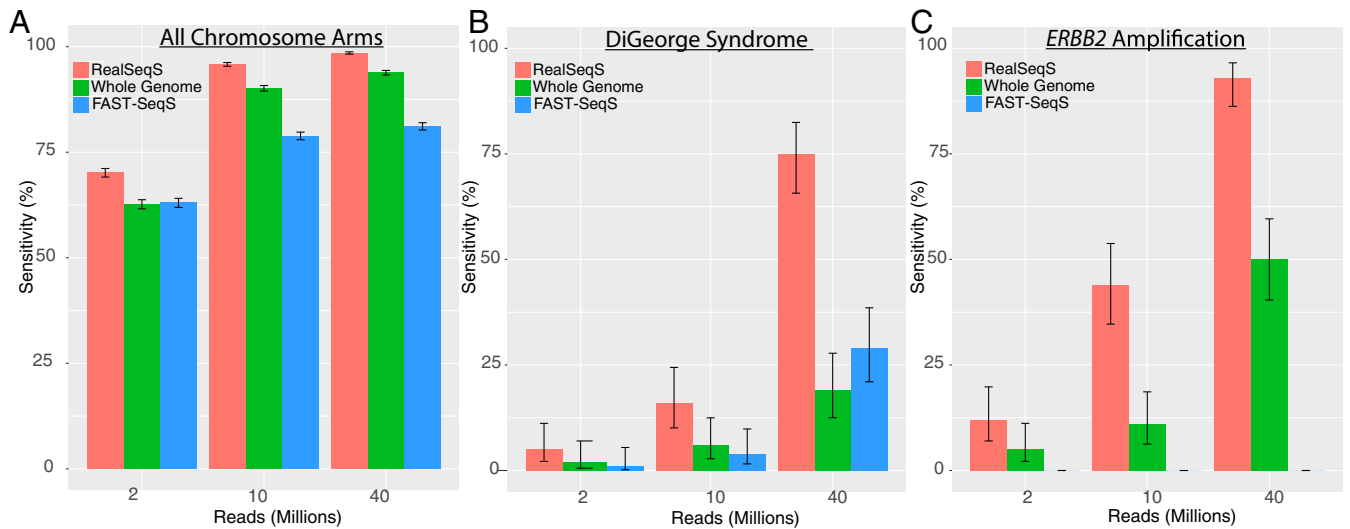 A
All Chromosome Arms
RealSeqS
Whole Genome
FAST-SeqS
100
75
50
25
0
Sensitivity (%)
2
10
40
Reads (Millions)
B
DiGeorge Syndrome
RealSeqS
Whole Genome
FAST-SeqS
100
75
50
25
0
Sensitivity (%)
2
10
40
Reads (Millions)
C
ERBB2 Amplification
RealSeqS
Whole Genome
FAST-SeqS
100
75
50
25
0
Sensitivity (%)
2
10
40
Reads (Millions)